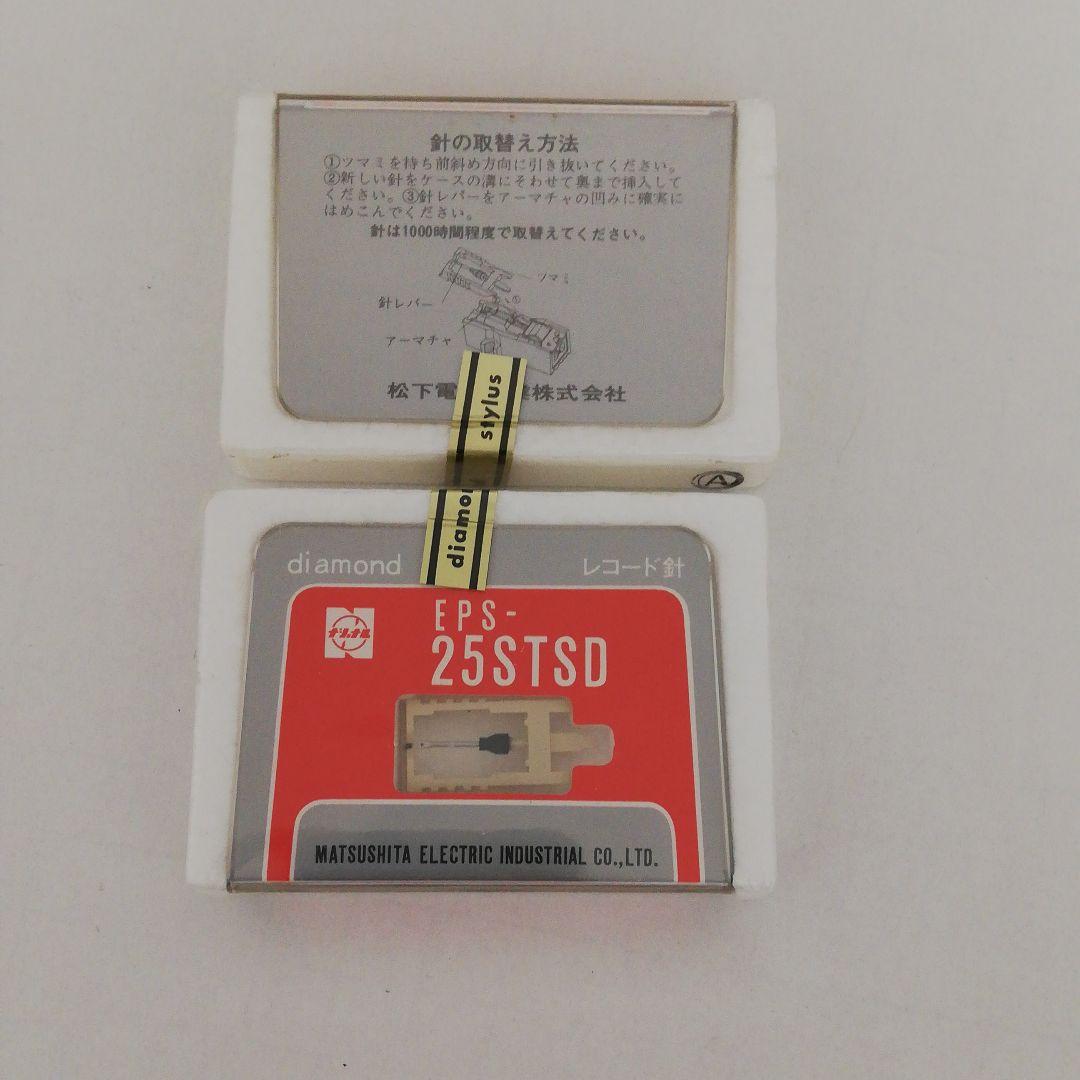 針の取替え方法
①ツマミを持ち前斜め方向に引き抜いてください。
②新しい針をケースの溝にそわせて奥まで挿入して
ください。③針レバーをアーマチャの凹みに確実に
はめこんでください。
針は1000時間程度で取替えてください。
ツマミ
針レバー
アーマチャ
松下電 業株式会社
stylus
A
diamon
diamond
レコード針
ナショナル
EPS-
25STSD
MATSUSHITA ELECTRIC INDUSTRIAL CO.,LTD.